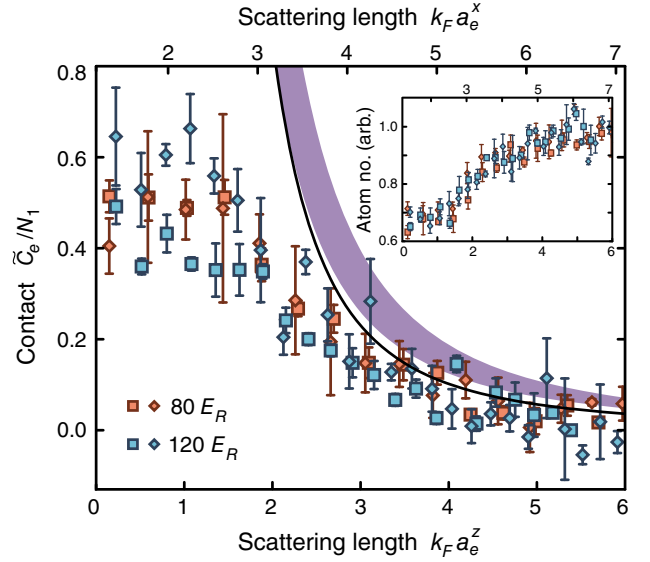 Scattering length k_F a_e^x
2 3 4 5 6 7
0.8
0.6
0.4
0.2
0.0
Contact C̃_e/N_1
3 5 7
1.0
0.8
0.6
Atom no. (arb.)
0 2 4 6
80 E_R
120 E_R
0 1 2 3 4 5 6
Scattering length k_F a_e^z